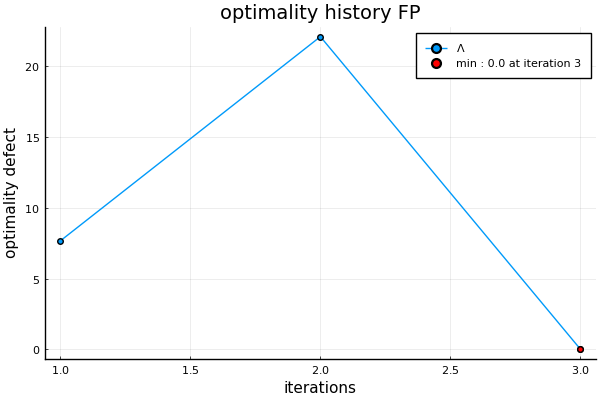 optimality history FP
Λ
min : 0.0 at iteration 3
optimality defect
20
15
10
5
0
1.0 1.5 2.0 2.5 3.0
iterations